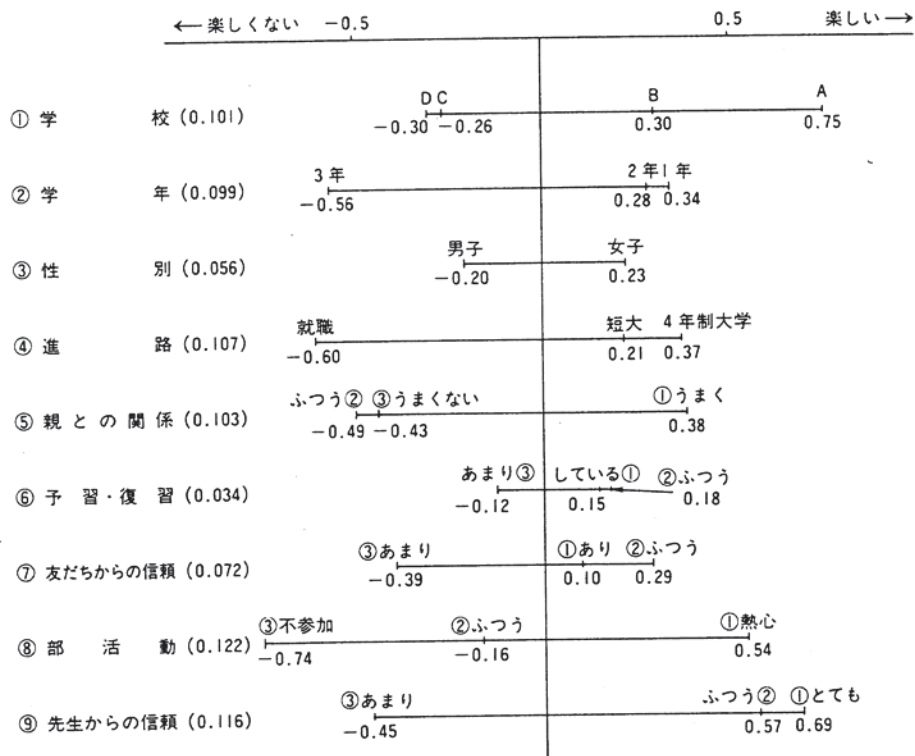 ←楽しくない −0.5 0.5 楽しい→
D C B A
① 学校 (0.101)
−0.30 −0.26 0.30 0.75
3年 2年 1年
② 学年 (0.099)
−0.56 0.28 0.34
男子 女子
③ 性別 (0.056)
−0.20 0.23
就職 短大 4年制大学
④ 進路 (0.107)
−0.60 0.21 0.37
ふつう② ③うまくない ①うまく
⑤ 親との関係 (0.103)
−0.49 −0.43 0.38
あまり③ している① ②ふつう
⑥ 予習・復習 (0.034)
−0.12 0.15 0.18
③あまり ①あり ②ふつう
⑦ 友だちからの信頼 (0.072)
−0.39 0.10 0.29
③不参加 ②ふつう ①熱心
⑧ 部活動 (0.122)
−0.74 −0.16 0.54
③あまり ふつう② ①とても
⑨ 先生からの信頼 (0.116)
−0.45 0.57 0.69